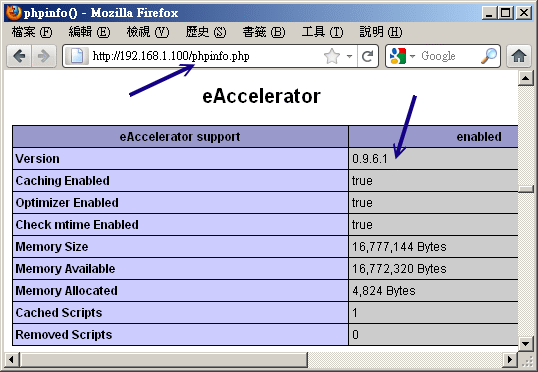 phpinfo() - Mozilla Firefox
檔案 (F) 編輯 (E) 檢視 (V) 歷史 (S) 書籤 (B) 工具 (T) 說明 (H)
http://192.168.1.100/phpinfo.php Google
eAccelerator
eAccelerator support enabled
Version 0.9.6.1
Caching Enabled true
Optimizer Enabled true
Check mtime Enabled true
Memory Size 16,777,144 Bytes
Memory Available 16,772,320 Bytes
Memory Allocated 4,824 Bytes
Cached Scripts 1
Removed Scripts 0